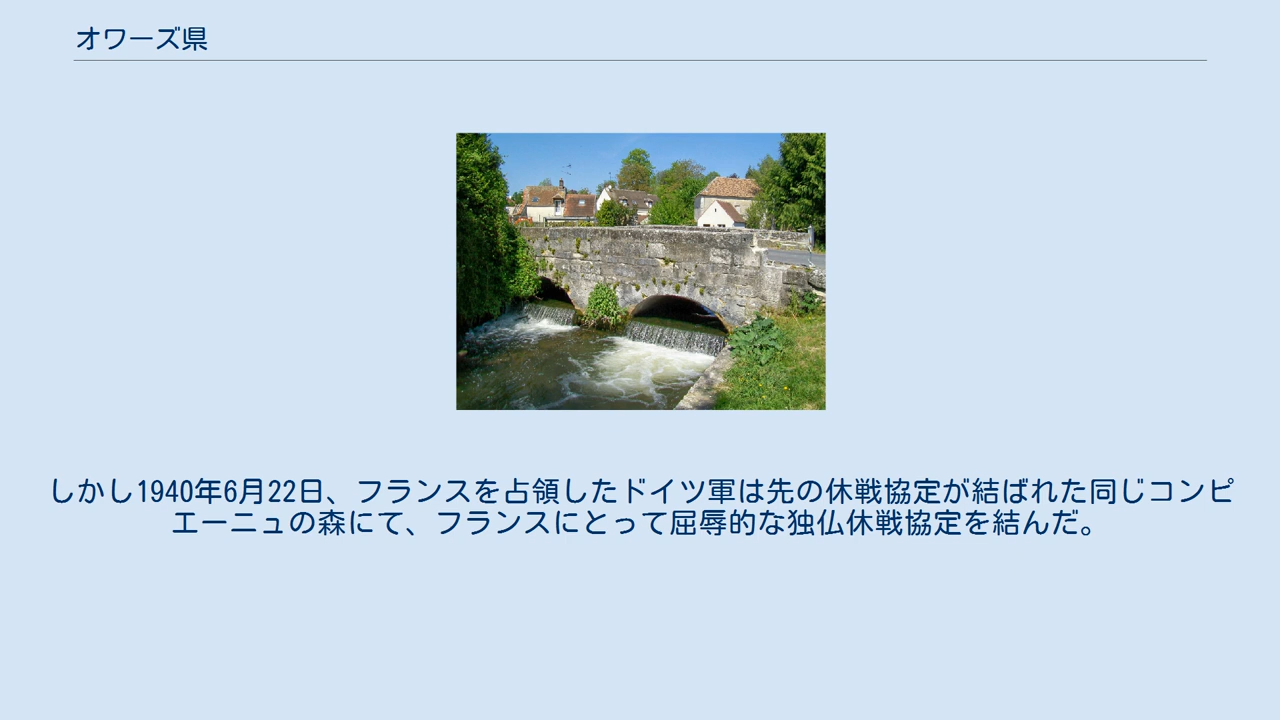 オワーズ県
しかし1940年6月22日、フランスを占領したドイツ軍は先の休戦協定が結ばれた同じコンピ
エーニュの森にて、フランスにとって屈辱的な独仏休戦協定を結んだ。